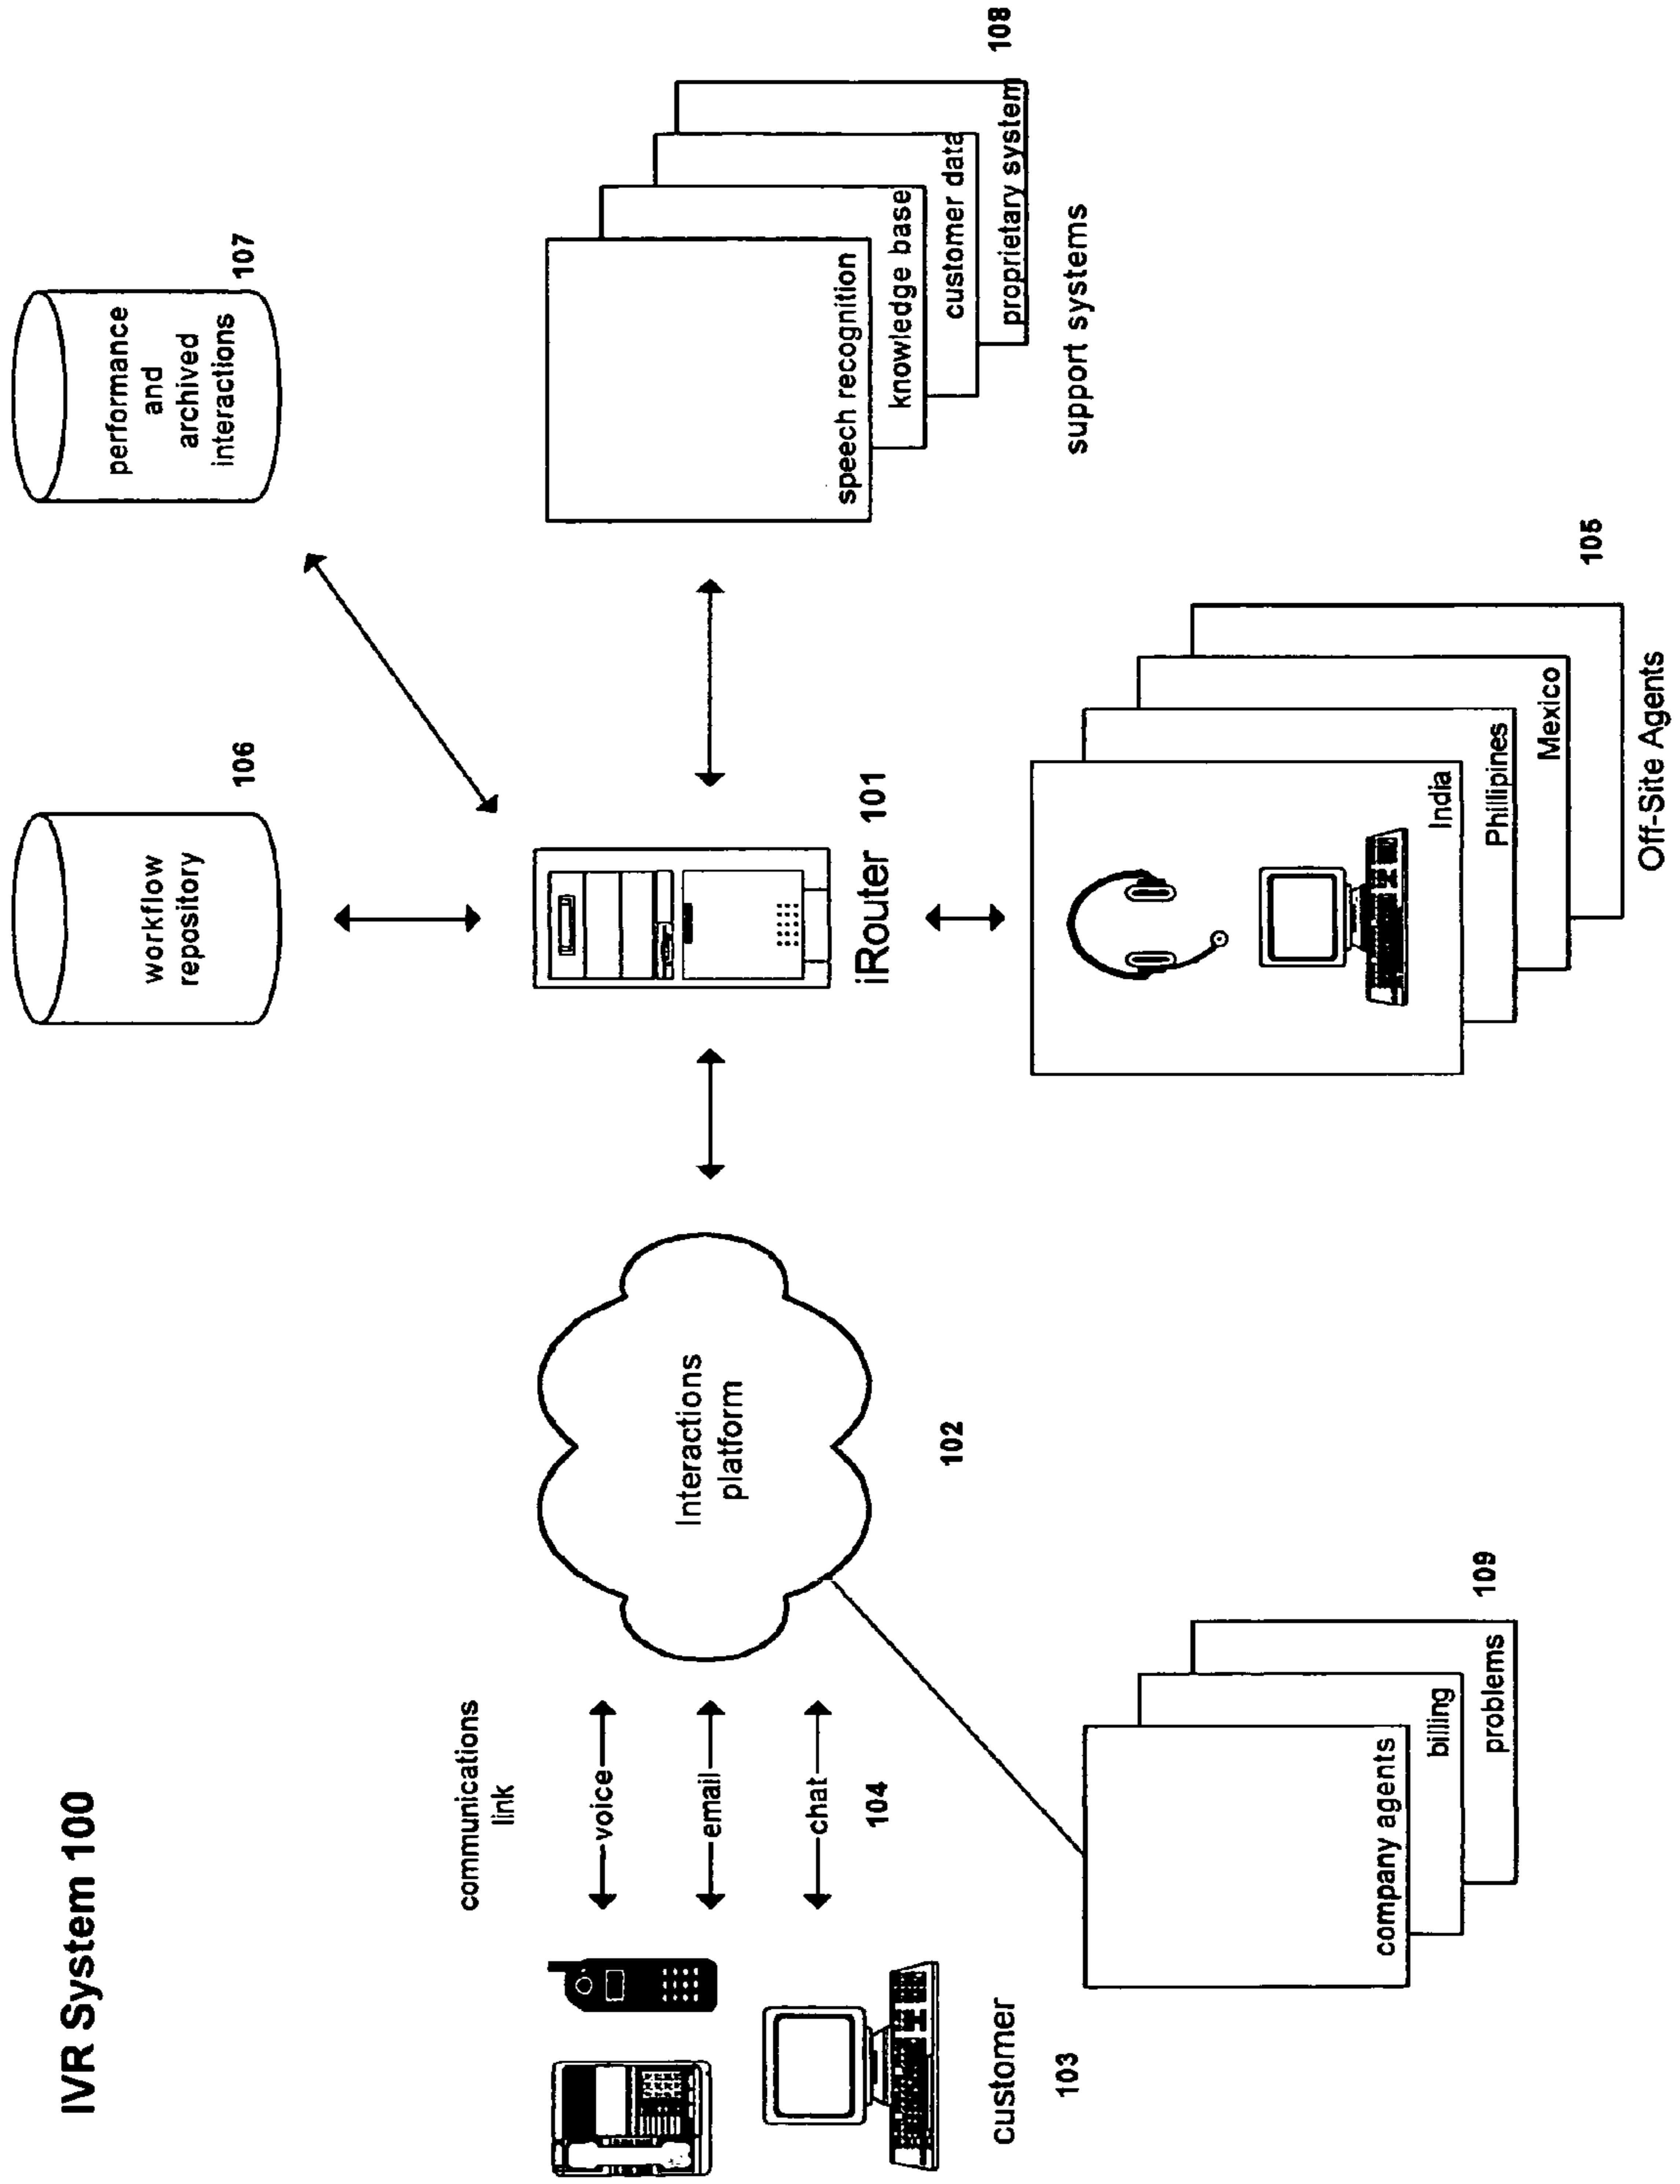 IVR System 100
workflow
repository
106
performance
and
archived
interactions
107
communications
link
voice
email
chat
104
customer
103
Interactions
platform
102
iRouter 101
speech recognition
knowledge base
customer data
proprietary system
108
support systems
company agents
billing
problems
109
India
Phillipines
Mexico
105
Off-Site Agents